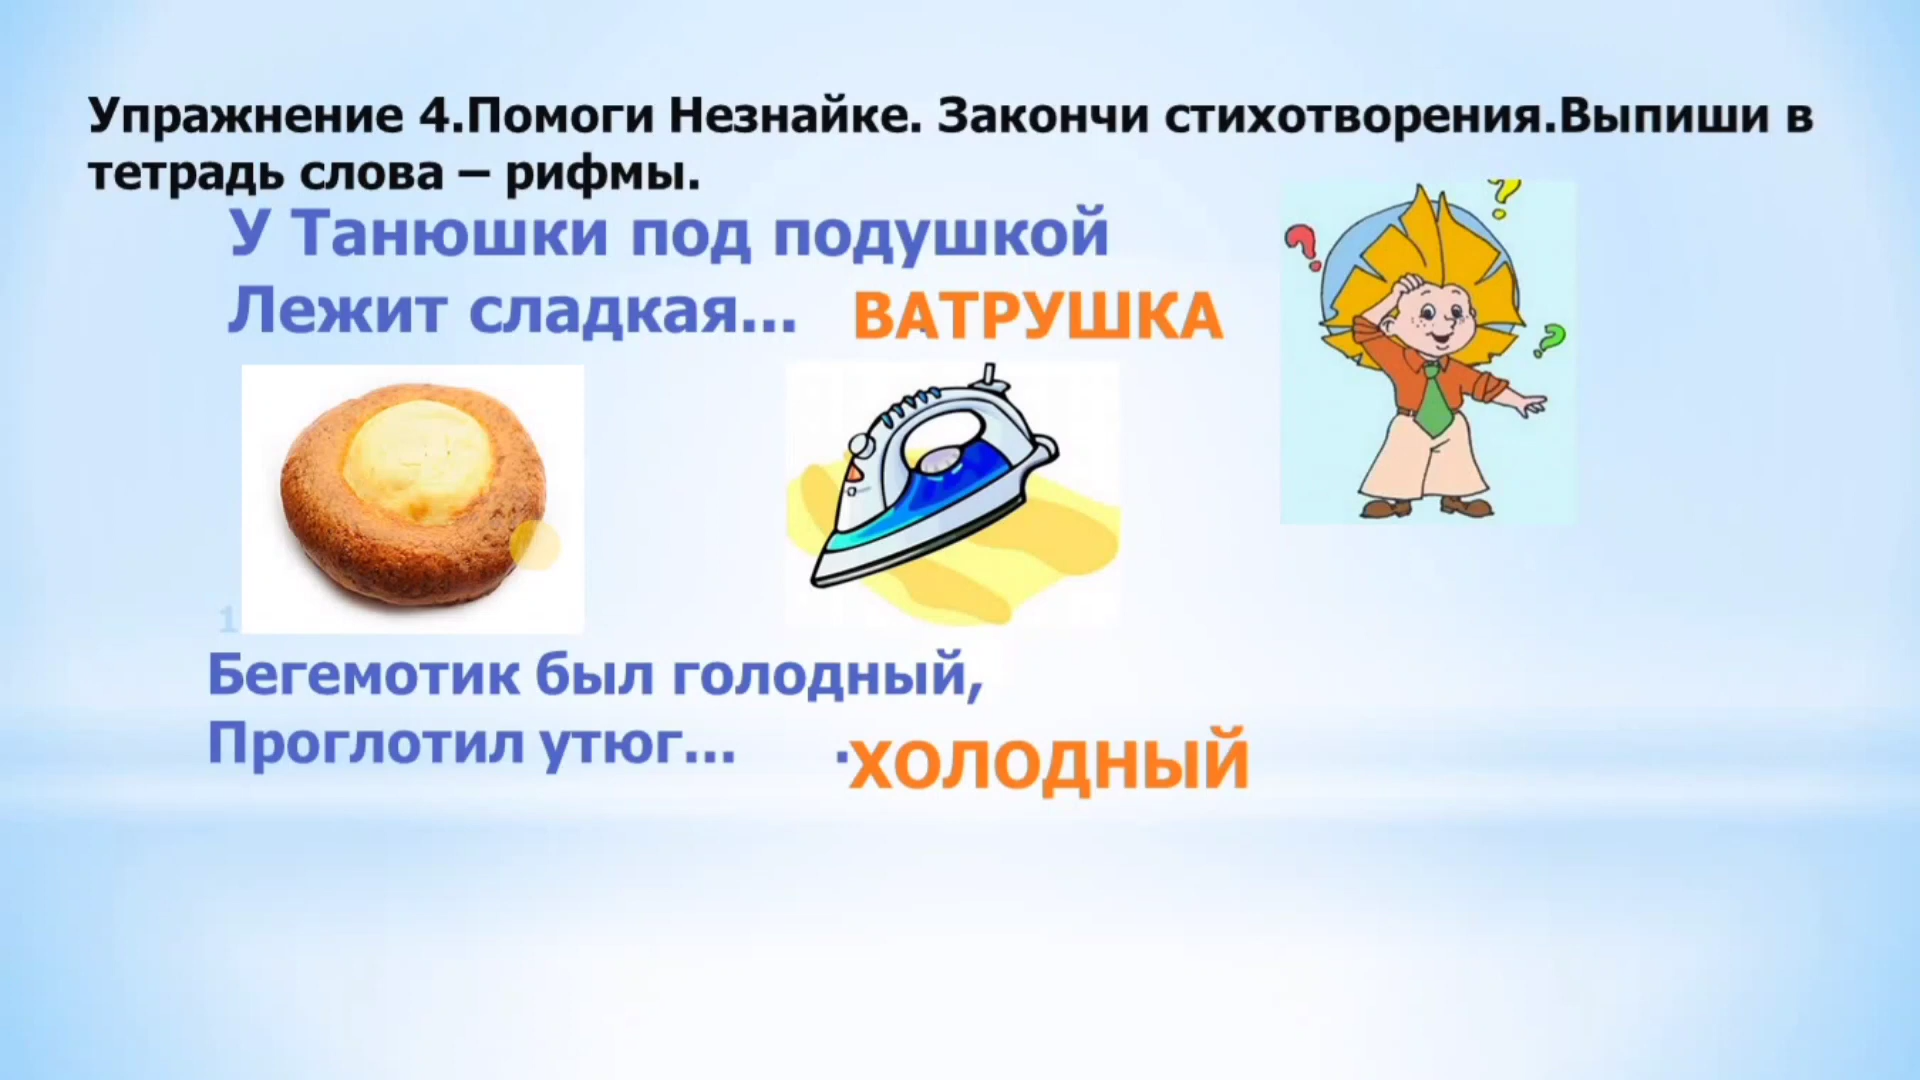 Упражнение 4.Помоги Незнайке. Закончи стихотворения.Выпиши в
тетрадь слова – рифмы.
У Танюшки под подушкой
Лежит сладкая... ВАТРУШКА
1
Бегемотик был голодный,
Проглотил утюг... .ХОЛОДНЫЙ